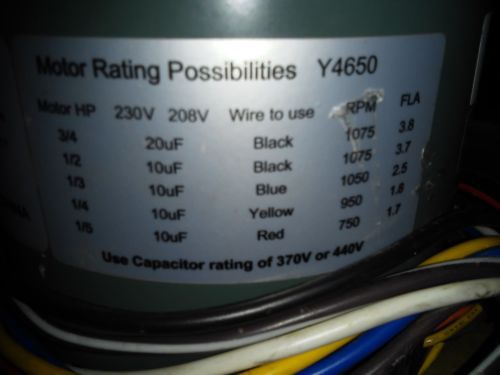 Motor Rating Possibilities Y4650
Motor HP 230V 208V Wire to use RPM FLA
3/4 20uF Black 1075 3.8
1/2 10uF Black 1075 3.7
1/3 10uF Blue 1050 2.5
1/4 10uF Yellow 950 1.8
1/5 10uF Red 750 1.7
Use Capacitor rating of 370V or 440V